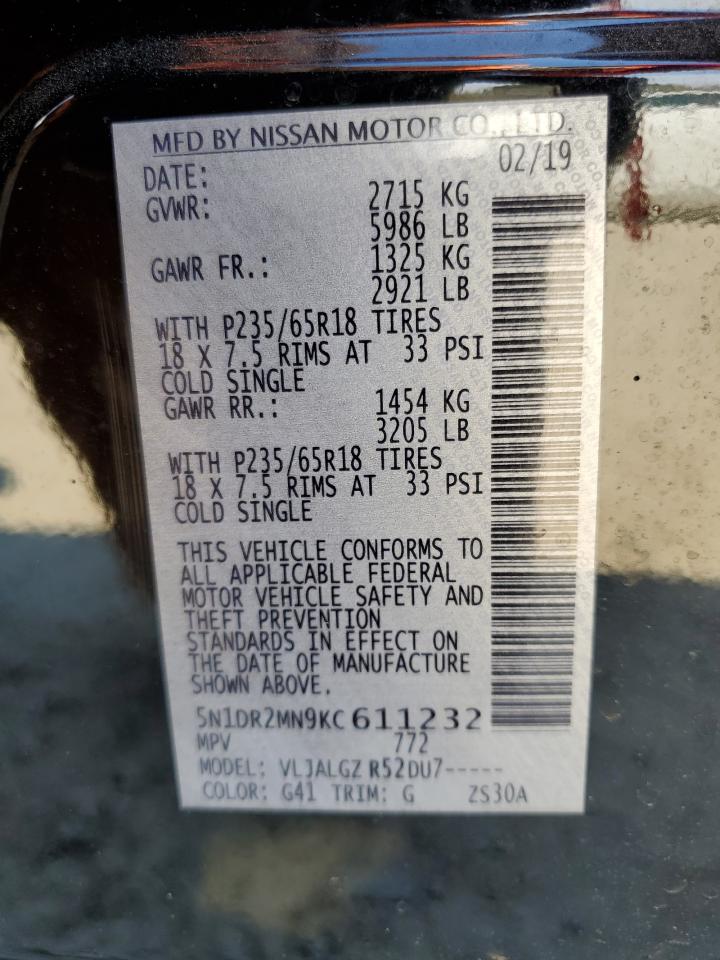 MFD BY NISSAN MOTOR CO., LTD.
DATE: 02/19
GVWR: 2715 KG
5986 LB
GAWR FR.: 1325 KG
2921 LB
WITH P235/65R18 TIRES
18 X 7.5 RIMS AT 33 PSI
COLD SINGLE
GAWR RR.: 1454 KG
3205 LB
WITH P235/65R18 TIRES
18 X 7.5 RIMS AT 33 PSI
COLD SINGLE
THIS VEHICLE CONFORMS TO
ALL APPLICABLE FEDERAL
MOTOR VEHICLE SAFETY AND
THEFT PREVENTION
STANDARDS IN EFFECT ON
THE DATE OF MANUFACTURE
SHOWN ABOVE.
5N1DR2MN9KC611232
MPV 772
MODEL: VLJALGZ R52DU7-----
COLOR: G41 TRIM: G ZS30A